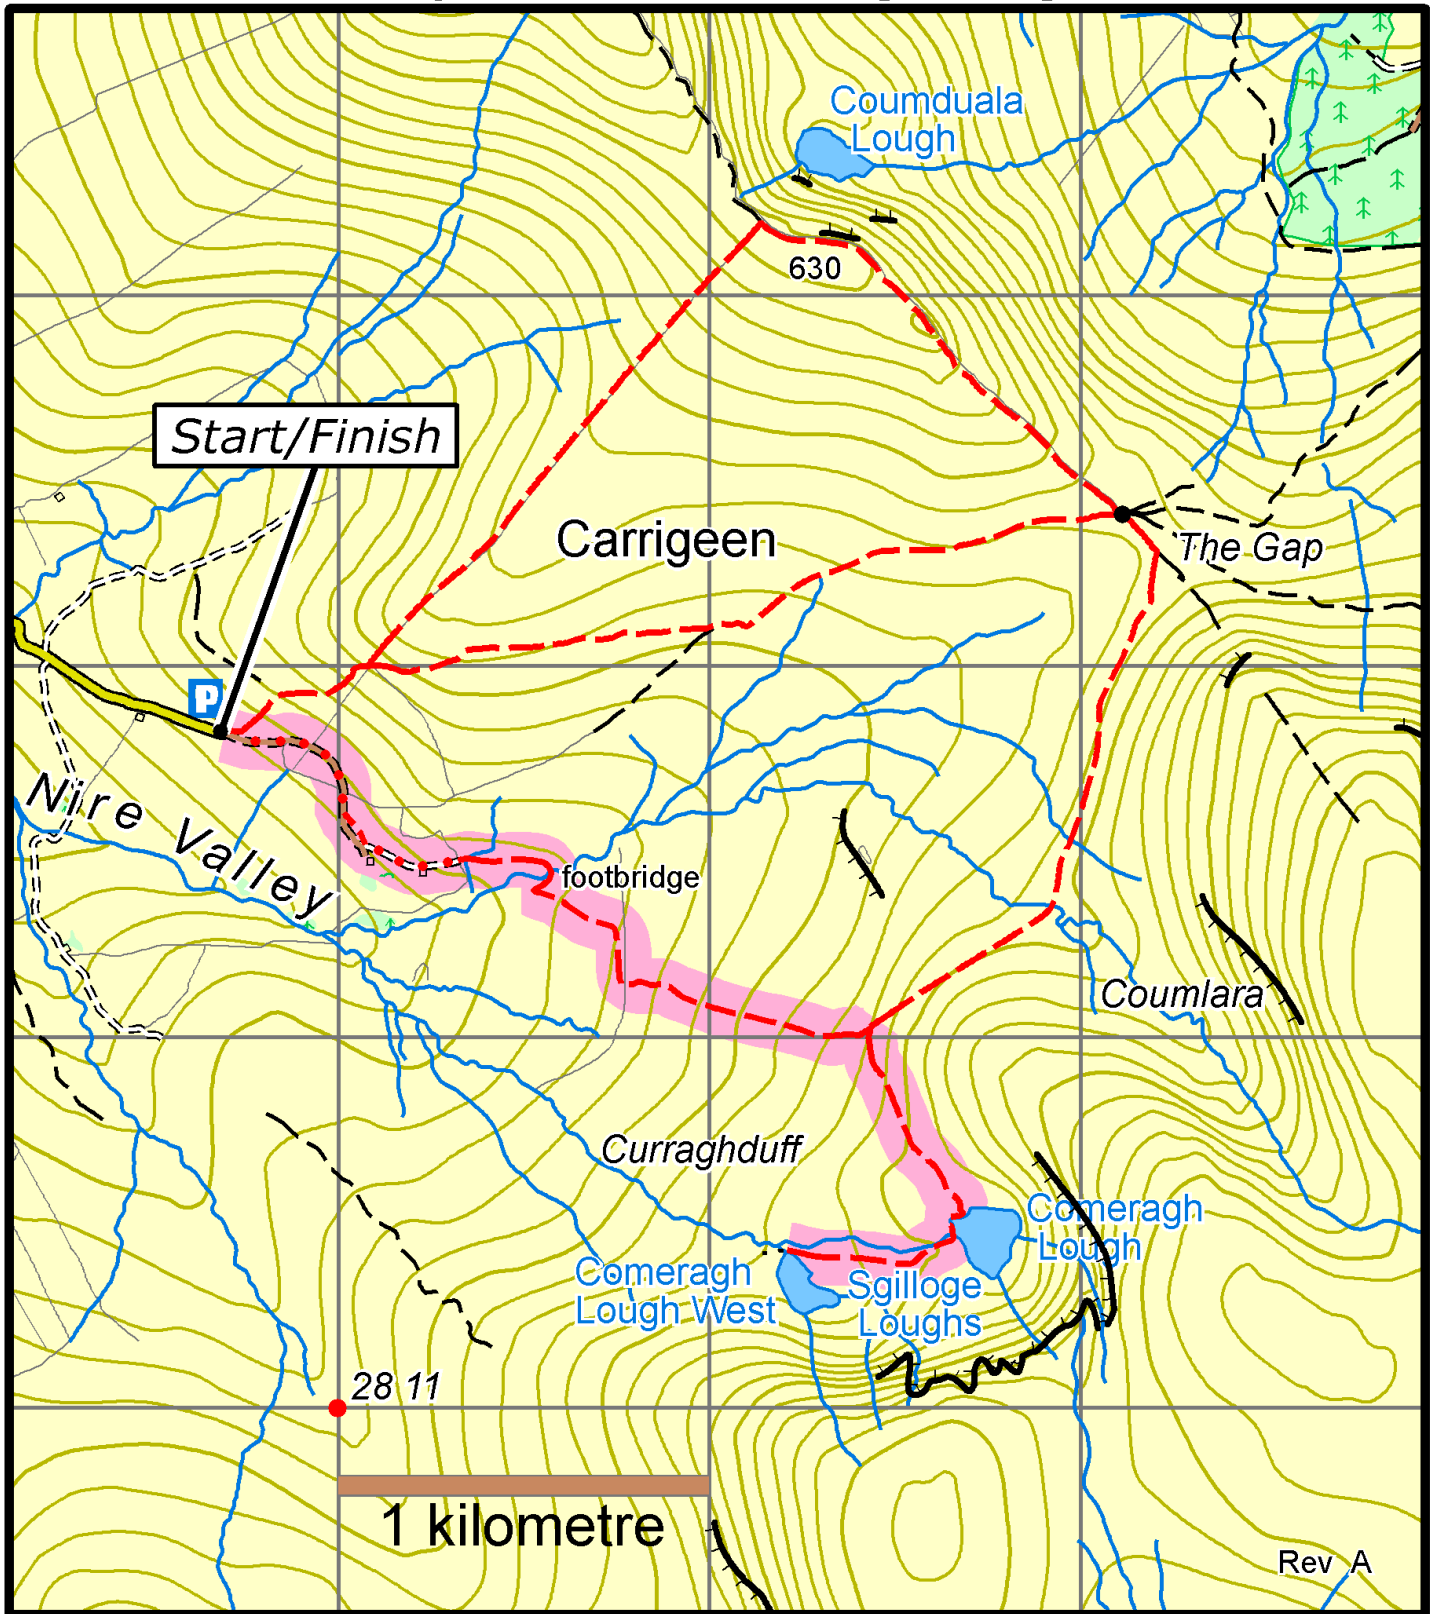 Coumduala
Lough
630
Start/Finish
Carrigeen
The Gap
P
Nire Valley
footbridge
Coumlara
Curraghduff
Comeragh
Lough
Comeragh
Lough West
Sgilloge
Loughs
28 11
1 kilometre
Rev A